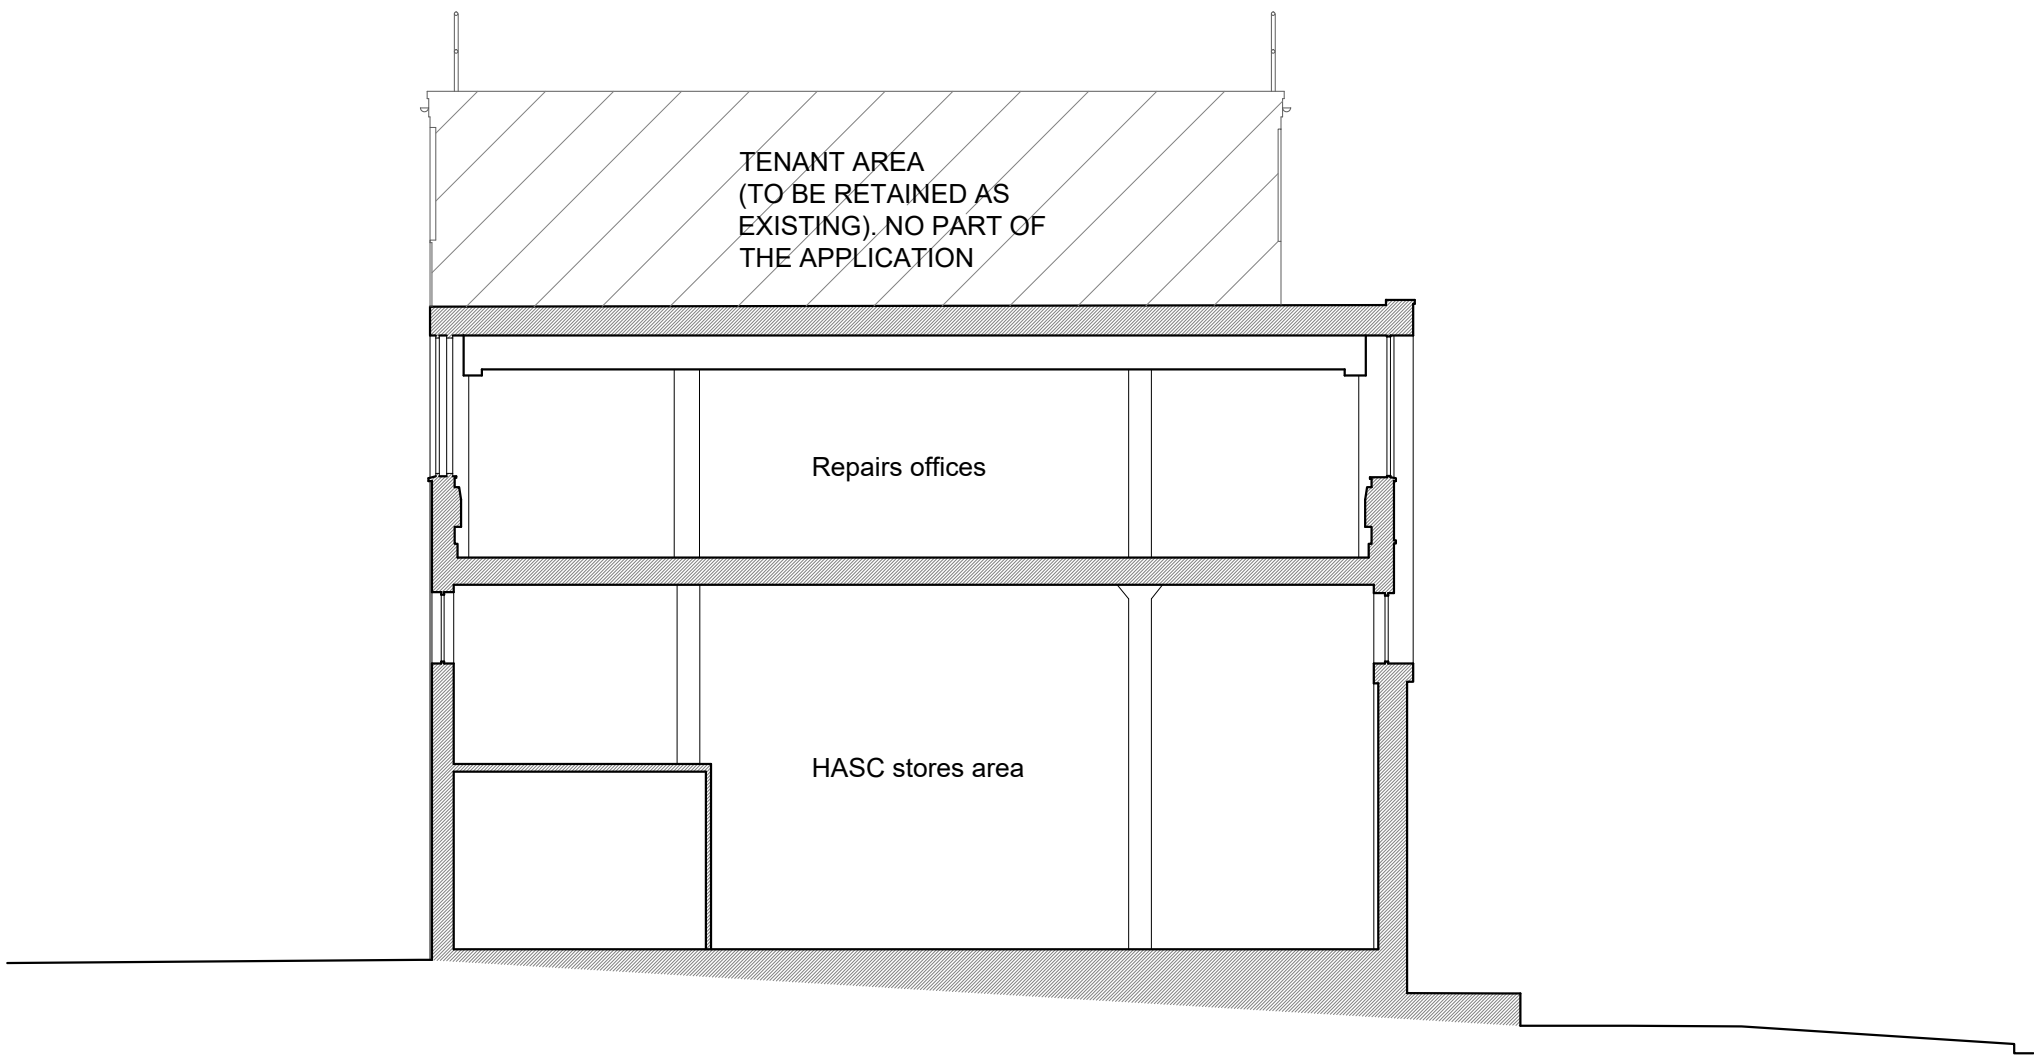 TENANT AREA
(TO BE RETAINED AS
EXISTING). NO PART OF
THE APPLICATION
Repairs offices
HASC stores area